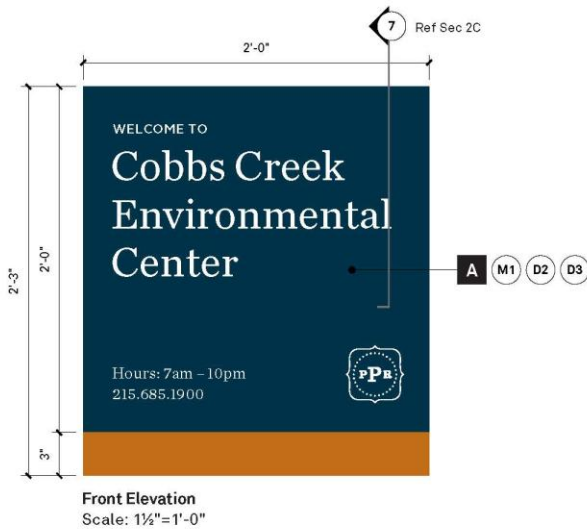 7 Ref Sec 2C
2'-0"
WELCOME TO
Cobbs Creek
Environmental
Center
2'-3"
2'-0"
A M1 D2 D3
Hours: 7am – 10pm
215.685.1900
PPR
3"
Front Elevation
Scale: 1½"=1'-0"